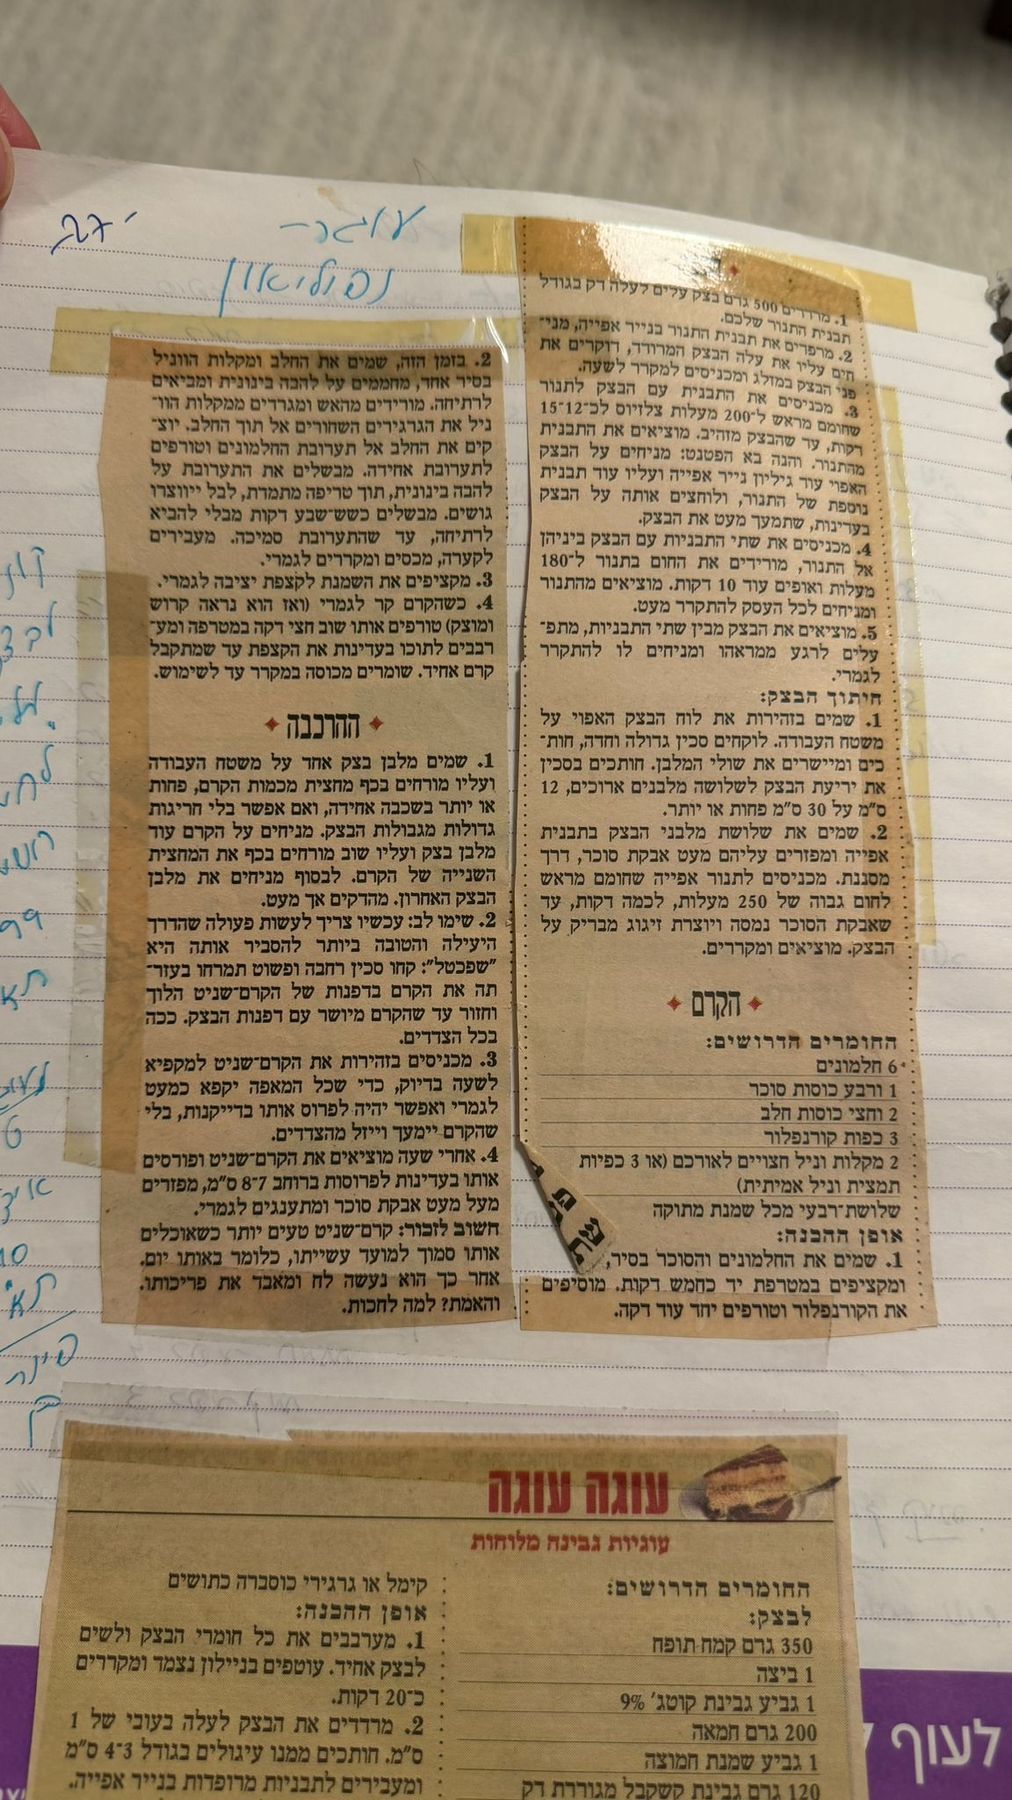 עוגת
נפוליאון
1. מרדדים 500 גרם בצק עלים לעלה דק בגודל
תבנית התנור שלכם.
2. מרפדים את תבנית התנור בנייר אפייה, מני־
חים עליו את עלה הבצק המרודד, דוקרים את
פני הבצק במזלג ומכניסים למקרר לשעה.
3. מכניסים את התבנית עם הבצק לתנור
שחומם מראש ל־200 מעלות צלזיוס לכ־12־15
דקות, עד שהבצק מזהיב. מוציאים את התבנית
מהתנור. והנה בא הפטנט: מניחים על הבצק
האפוי עוד גיליון נייר אפייה ועליו עוד תבנית
נוספת של התנור, ולוחצים אותה על הבצק
בעדינות, שתמעך מעט את הבצק.
4. מכניסים את שתי התבניות עם הבצק ביניהן
אל התנור, מורידים את החום בתנור ל־180
מעלות ואופים עוד 10 דקות. מוציאים מהתנור
ומניחים לכל העסק להתקרר מעט.
5. מוציאים את הבצק מבין שתי התבניות, מתפ־
עלים לרגע ממראהו ומניחים לו להתקרר
לגמרי.
חיתוך הבצק:
1. שמים בזהירות את לוח הבצק האפוי על
משטח העבודה. לוקחים סכין גדולה וחדה, חות־
כים ומיישרים את שולי המלבן. חותכים בסכין
את יריעת הבצק לשלושה מלבנים ארוכים, 12
ס"מ על 30 ס"מ פחות או יותר.
2. שמים את שלושת מלבני הבצק בתבנית
אפייה ומפזרים עליהם מעט אבקת סוכר, דרך
מסננת. מכניסים לתנור אפייה שחומם מראש
לחום גבוה של 250 מעלות, לכמה דקות, עד
שאבקת הסוכר נמסה ויוצרת זיגוג מבריק על
הבצק. מוציאים ומקררים.
הקרם
החומרים הדרושים:
6 חלמונים
1 ורבע כוסות סוכר
2 וחצי כוסות חלב
3 כפות קורנפלור
2 מקלות וניל חצויים לאורכם (או 3 כפיות
תמצית וניל אמיתית)
שלושת־רבעי מכל שמנת מתוקה
אופן ההכנה:
1. שמים את החלמונים והסוכר בסיר,
ומקציפים במטרפת יד כחמש דקות. מוסיפים
את הקורנפלור וטורפים יחד עוד דקה.
2. בזמן הזה, שמים את החלב ומקלות הווניל
בסיר אחד, מחממים על להבה בינונית ומביאים
לרתיחה. מורידים מהאש ומגרדים ממקלות הוו־
ניל את הגרגירים השחורים אל תוך החלב. יוצ־
קים את החלב אל תערובת החלמונים וטורפים
לתערובת אחידה. מבשלים את התערובת על
להבה בינונית, תוך טריפה מתמדת, לבל ייווצרו
גושים. מבשלים כשש־שבע דקות מבלי להביא
לרתיחה, עד שהתערובת סמיכה. מעבירים
לקערה, מכסים ומקררים לגמרי.
3. מקציפים את השמנת לקצפת יציבה לגמרי.
4. כשהקרם קר לגמרי (ואז הוא נראה קרוש
ומוצק) טורפים אותו שוב חצי דקה במטרפה ומע־
רבבים לתוכו בעדינות את הקצפת עד שמתקבל
קרם אחיד. שומרים מכוסה במקרר עד לשימוש.
ההרכבה
1. שמים מלבן בצק אחד על משטח העבודה
ועליו מורחים בכף מחצית מכמות הקרם, פחות
או יותר בשכבה אחידה, ואם אפשר בלי חריגות
גדולות מגבולות הבצק. מניחים על הקרם עוד
מלבן בצק ועליו שוב מורחים בכף את המחצית
השנייה של הקרם. לבסוף מניחים את מלבן
הבצק האחרון. מהדקים אך מעט.
2. שימו לב: עכשיו צריך לעשות פעולה שהדרך
היעילה והטובה ביותר להסביר אותה היא
"שפכטל": קחו סכין רחבה ופשוט תמרחו בעזר־
תה את הקרם בדפנות של הקרם־שניט הלוך
וחזור עד שהקרם מיושר עם דפנות הבצק. ככה
בכל הצדדים.
3. מכניסים בזהירות את הקרם־שניט למקפיא
לשעה בדיוק, כדי שכל המאפה יקפא כמעט
לגמרי ואפשר יהיה לפרוס אותו בדייקנות, בלי
שהקרם יימעך וייזל מהצדדים.
4. אחרי שעה מוציאים את הקרם־שניט ופורסים
אותו בעדינות לפרוסות ברוחב 7־8 ס"מ, מפזרים
מעל מעט אבקת סוכר ומתענגים לגמרי.
חשוב לזכור: קרם־שניט טעים יותר כשאוכלים
אותו סמוך למועד עשייתו, כלומר באותו יום.
אחר כך הוא נעשה לח ומאבד את פריכותו.
והאמת? למה לחכות.
עוגה עוגה
עוגיות גבינה מלוחות
החומרים הדרושים:
לבצק:
350 גרם קמח תופח
1 ביצה
1 גביע גבינת קוטג' 9%
200 גרם חמאה
1 גביע שמנת חמוצה
120 גרם גבינת קשקבל מגוררת דק
קימל או גרגירי כוסברה כתושים
אופן ההכנה:
1. מערבבים את כל חומרי הבצק ולשים
לבצק אחיד. עוטפים בניילון נצמד ומקררים
כ־20 דקות.
2. מרדדים את הבצק לעלה בעובי של 1
ס"מ. חותכים ממנו עיגולים בגודל 3־4 ס"מ
ומעבירים לתבניות מרופדות בנייר אפייה.
לעוף